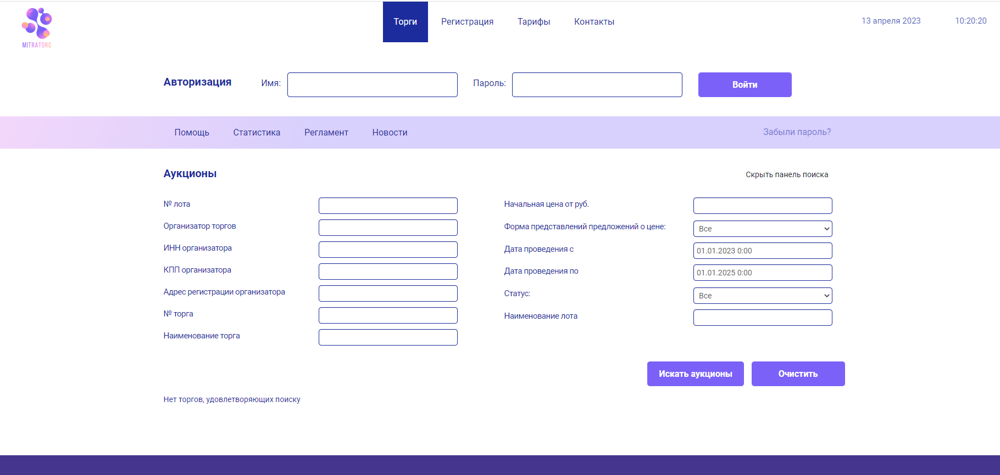 MITRATORG
Торги Регистрация Тарифы Контакты 13 апреля 2023 10:20:20
Авторизация Имя: Пароль: Войти
Помощь Статистика Регламент Новости Забыли пароль?
Аукционы Скрыть панель поиска
№ лота Начальная цена от руб.
Организатор торгов Форма представлений предложений о цене: Все
ИНН организатора Дата проведения с 01.01.2023 0:00
КПП организатора Дата проведения по 01.01.2025 0:00
Адрес регистрации организатора Статус: Все
№ торга Наименование лота
Наименование торга
Искать аукционы Очистить
Нет торгов, удовлетворяющих поиску